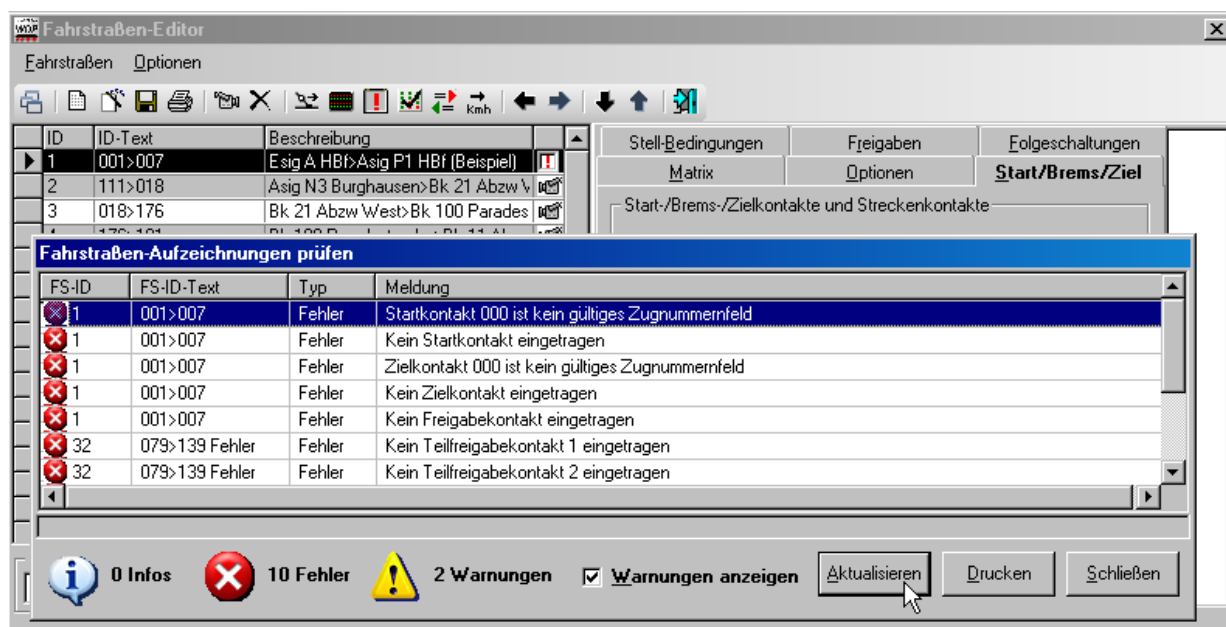 WDP Fahrstraßen-Editor
Fahrstraßen Optionen
Kmh
ID ID-Text Beschreibung
1 001>007 Esig A HBf>Asig P1 HBf (Beispiel)
2 111>018 Asig N3 Burghausen>Bk 21 Abzw
3 018>176 Bk 21 Abzw West>Bk 100 Parades
Stell-Bedingungen Freigaben Folgeschaltungen
Matrix Optionen Start/Brems/Ziel
Start-/Brems-/Zielkontakte und Streckenkontakte
Fahrstraßen-Aufzeichnungen prüfen
FS-ID FS-ID-Text Typ Meldung
1 001>007 Fehler Startkontakt 000 ist kein gültiges Zugnummernfeld
1 001>007 Fehler Kein Startkontakt eingetragen
1 001>007 Fehler Zielkontakt 000 ist kein gültiges Zugnummernfeld
1 001>007 Fehler Kein Zielkontakt eingetragen
1 001>007 Fehler Kein Freigabekontakt eingetragen
32 079>139 Fehler Fehler Kein Teilfreigabekontakt 1 eingetragen
32 079>139 Fehler Fehler Kein Teilfreigabekontakt 2 eingetragen
0 Infos 10 Fehler 2 Warnungen Warnungen anzeigen Aktualisieren Drucken Schließen